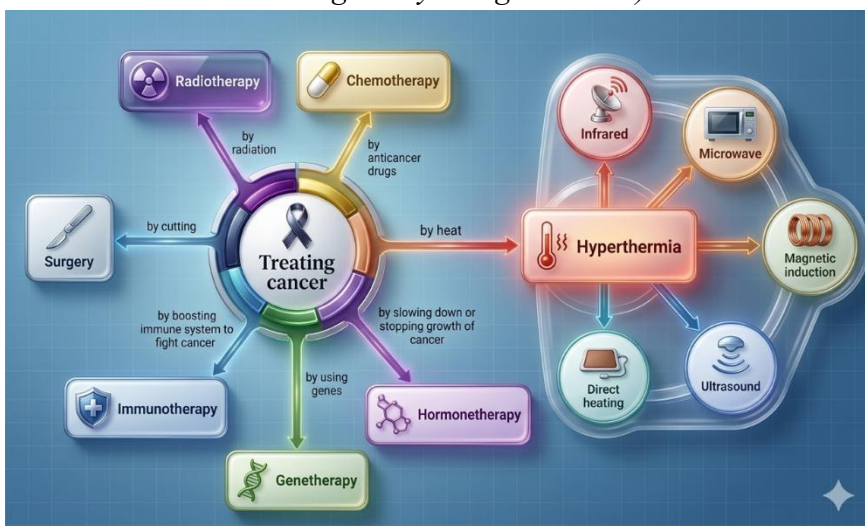 Radiotherapy
Chemotherapy
by
radiation
by
anticancer
drugs
by cutting
Surgery
Treating
cancer
by heat
by boosting
immune system to
fight cancer
by slowing down or
stopping growth of
cancer
by using
genes
Immunotherapy
Hormonetherapy
Genetherapy
Infrared
Microwave
Hyperthermia
Magnetic
induction
Direct
heating
Ultrasound